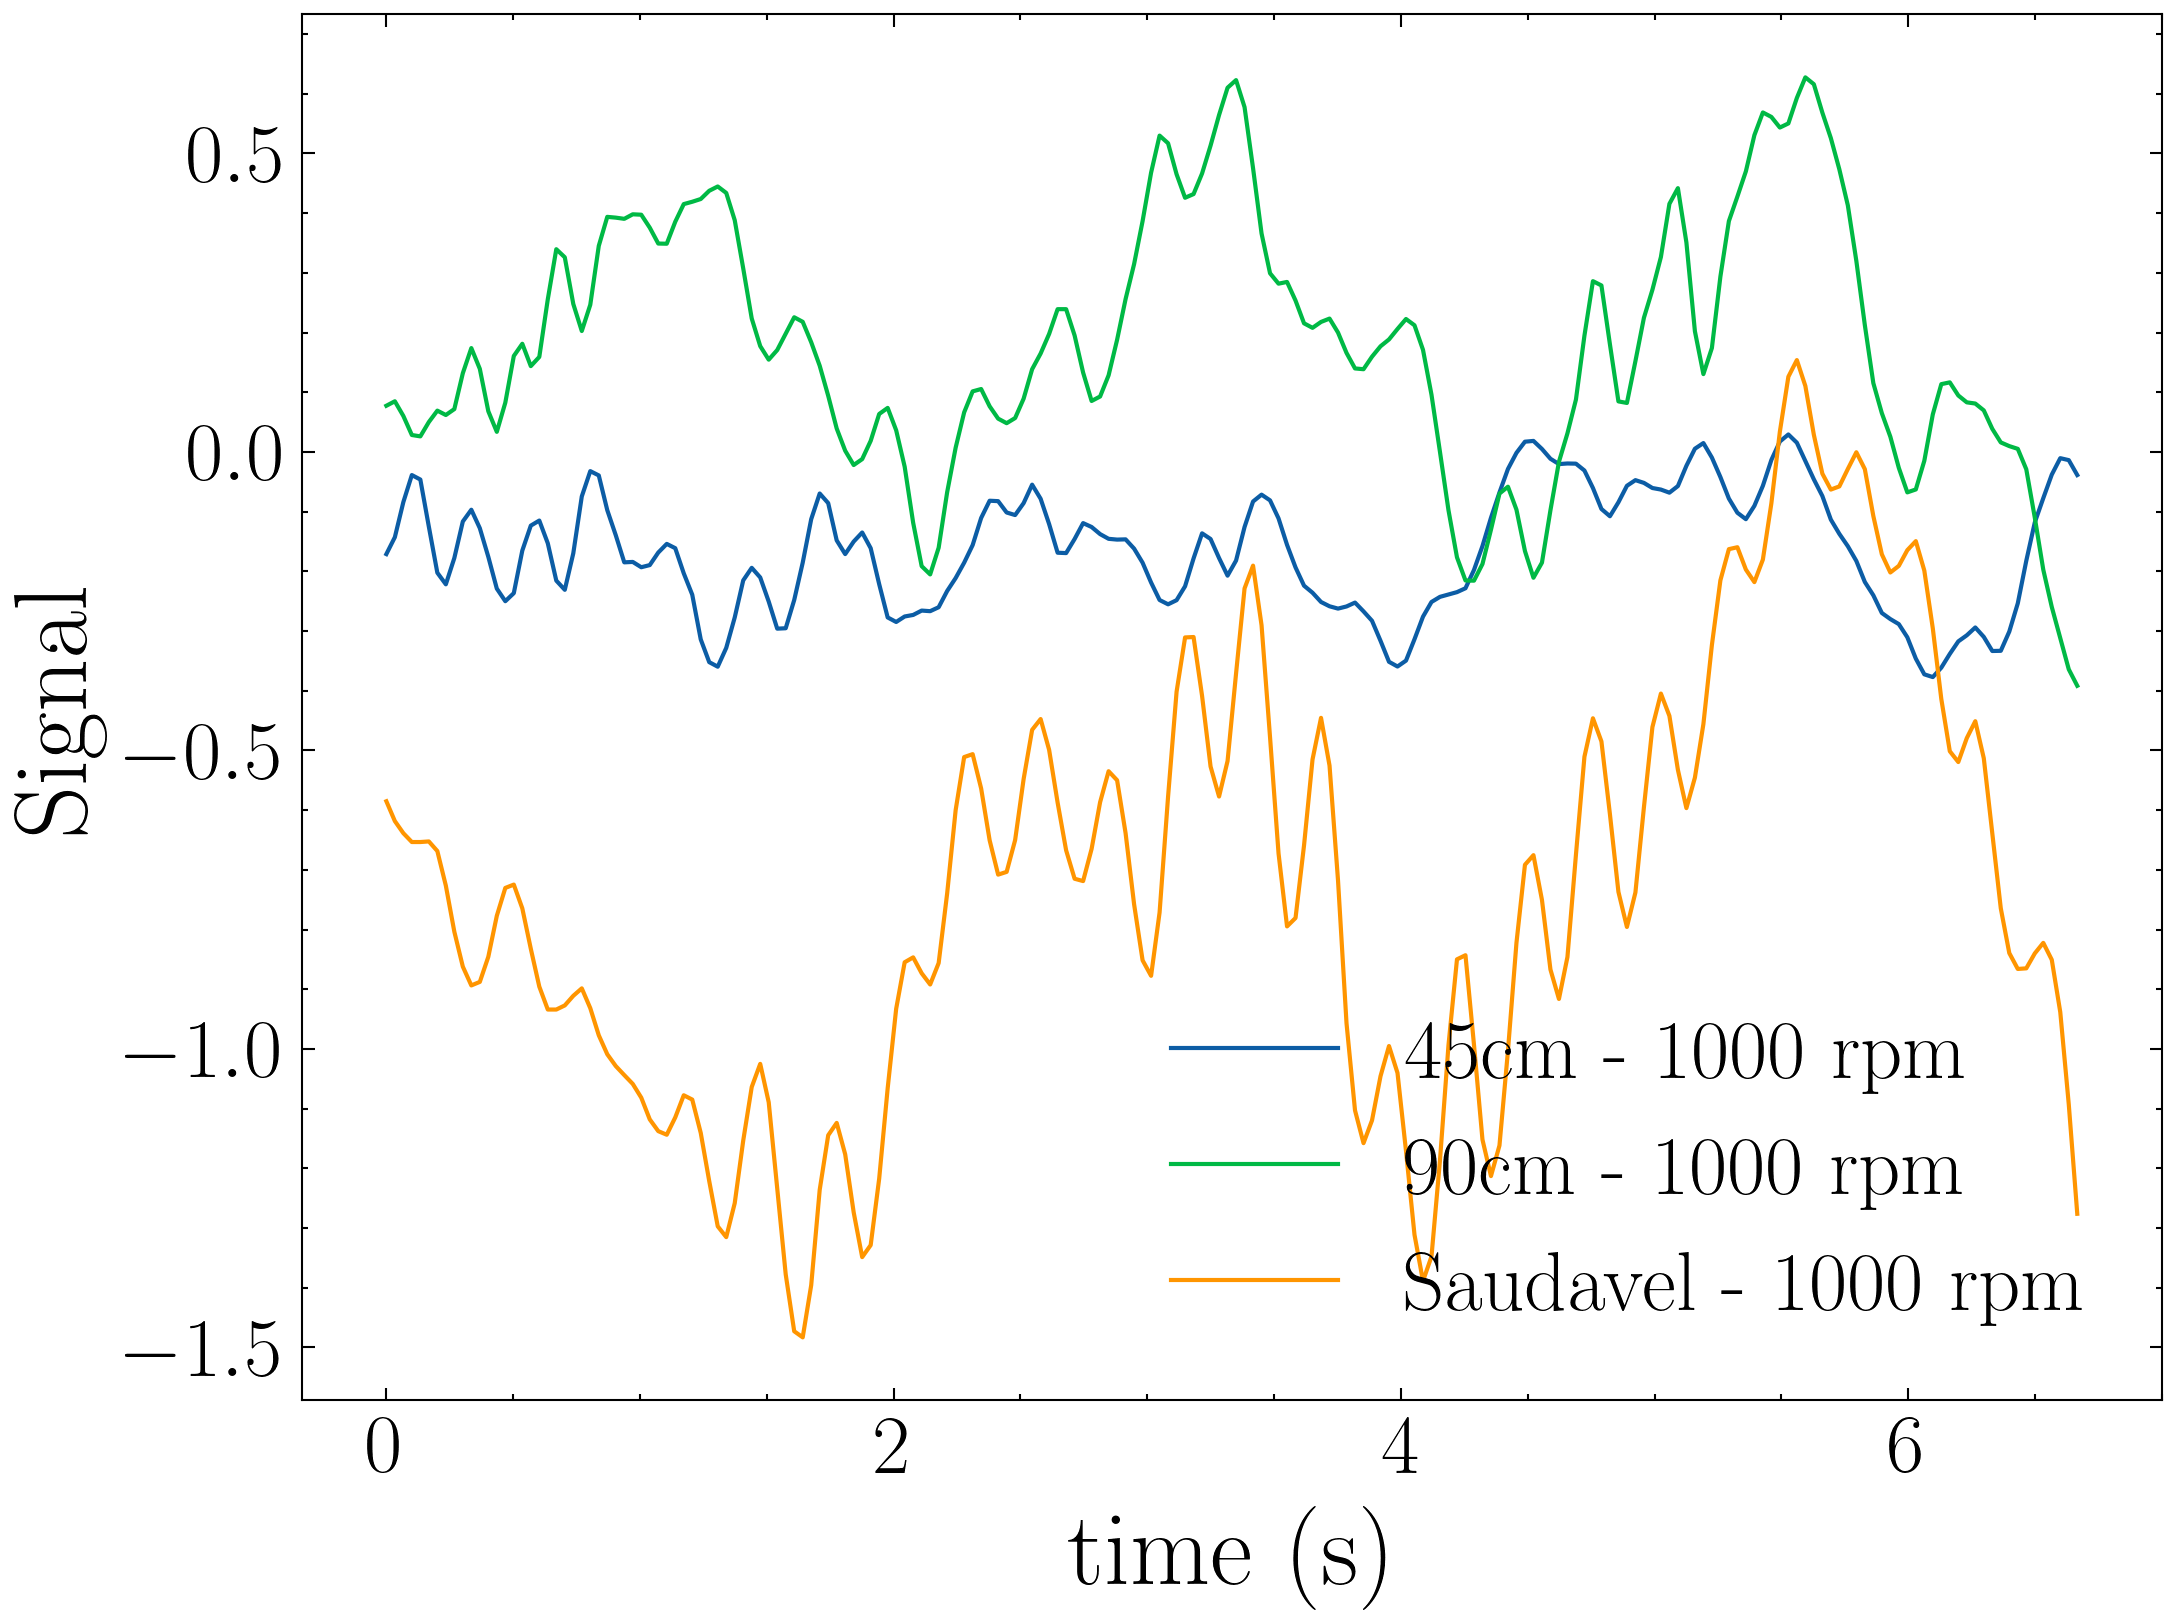 Signal
0.5
0.0
−0.5
−1.0
−1.5
45cm - 1000 rpm
90cm - 1000 rpm
Saudavel - 1000 rpm
0 2 4 6
time (s)